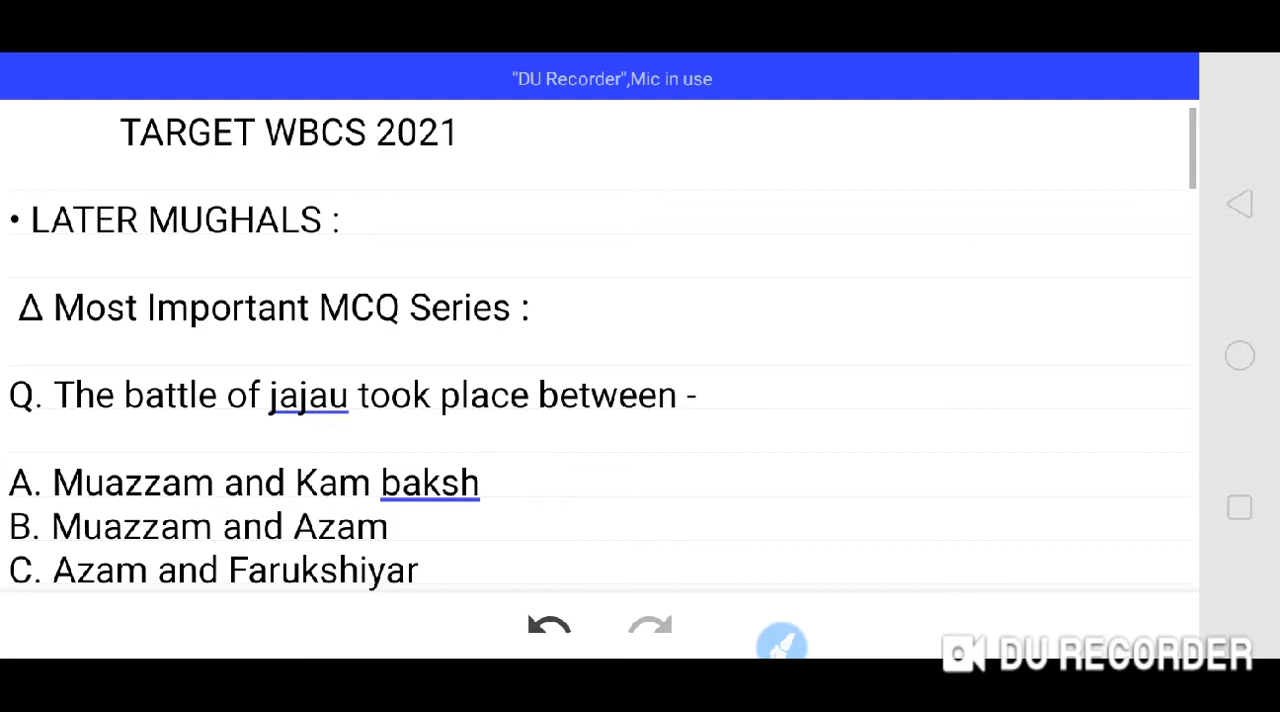 "DU Recorder",Mic in use
TARGET WBCS 2021
• LATER MUGHALS :
Δ Most Important MCQ Series :
Q. The battle of jajau took place between -
A. Muazzam and Kam baksh
B. Muazzam and Azam
C. Azam and Farukshiyar
DU RECORDER